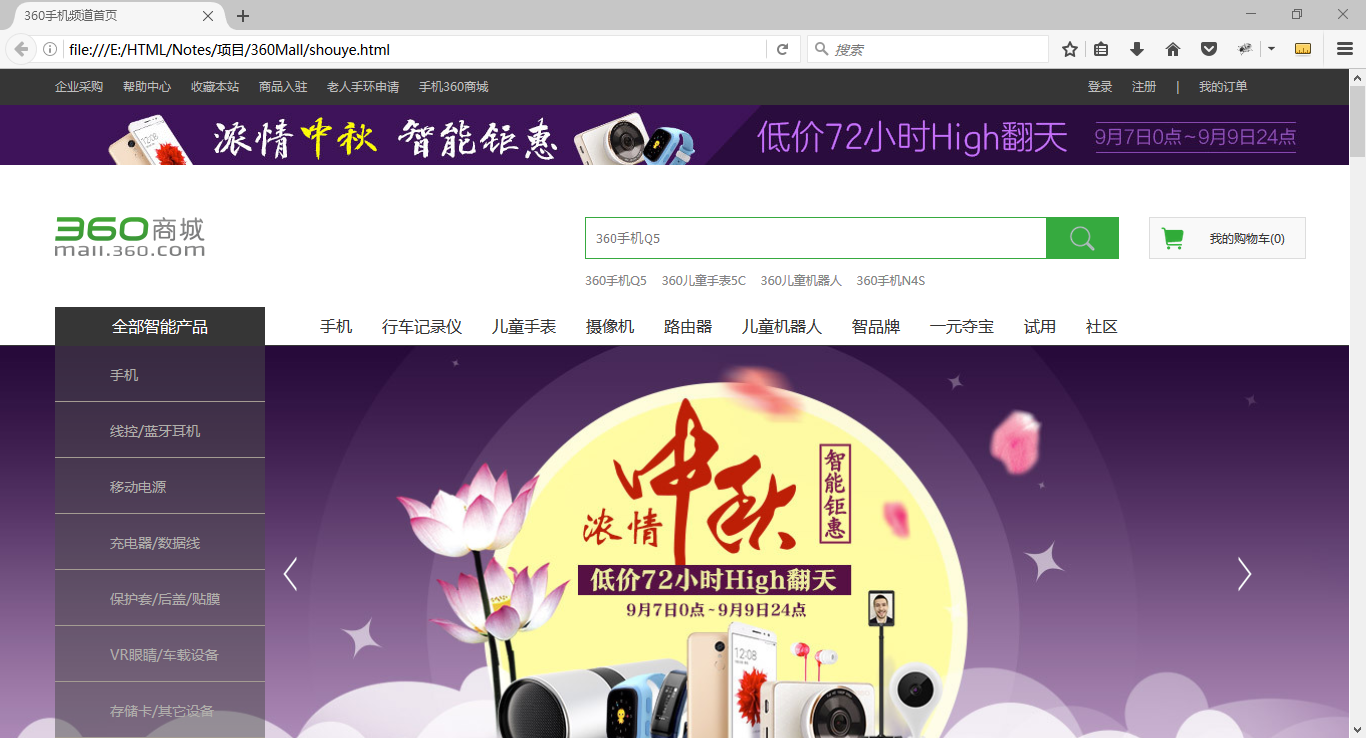 360手机频道首页
file:///E:/HTML/Notes/项目/360Mall/shouye.html
搜索
企业采购 帮助中心 收藏本站 商品入驻 老人手环申请 手机360商城 登录 注册 | 我的订单
浓情中秋 智能钜惠 低价72小时High翻天 9月7日0点~9月9日24点
360商城
mall.360.com
360手机Q5
我的购物车(0)
360手机Q5 360儿童手表5C 360儿童机器人 360手机N4S
全部智能产品 手机 行车记录仪 儿童手表 摄像机 路由器 儿童机器人 智品牌 一元夺宝 试用 社区
手机
线控/蓝牙耳机
移动电源
充电器/数据线
保护套/后盖/贴膜
VR眼睛/车载设备
存储卡/其它设备
浓情中秋
智能钜惠
低价72小时High翻天
9月7日0点~9月9日24点
12:08